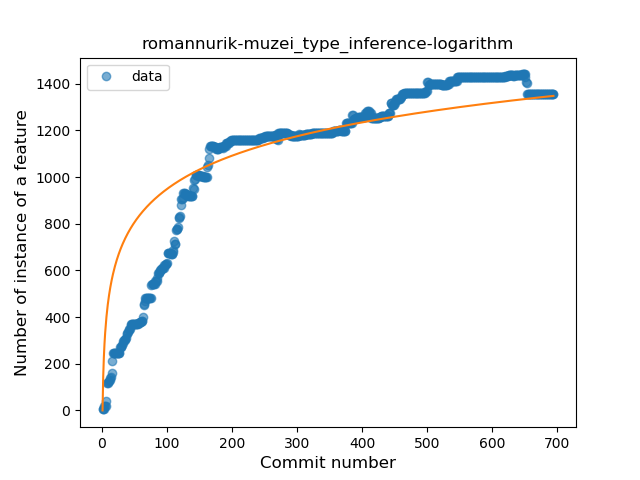 romannurik-muzei_type_inference-logarithm
data
Number of instance of a feature
1400
1200
1000
800
600
400
200
0
0 100 200 300 400 500 600 700
Commit number